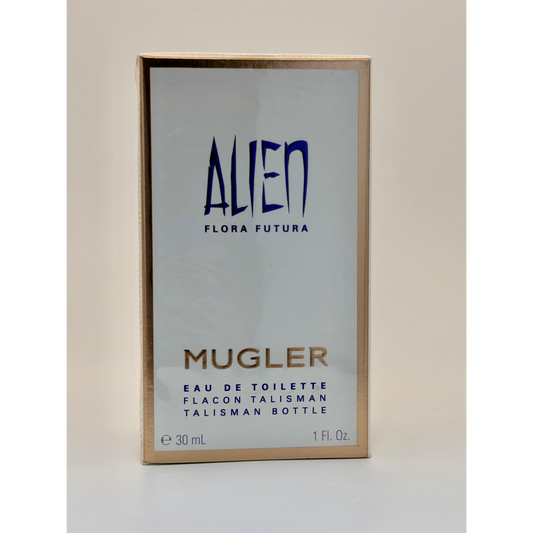 ALIEN
FLORA FUTURA
MUGLER
EAU DE TOILETTE
FLACON TALISMAN
TALISMAN BOTTLE
℮ 30 mL 1 Fl. Oz.